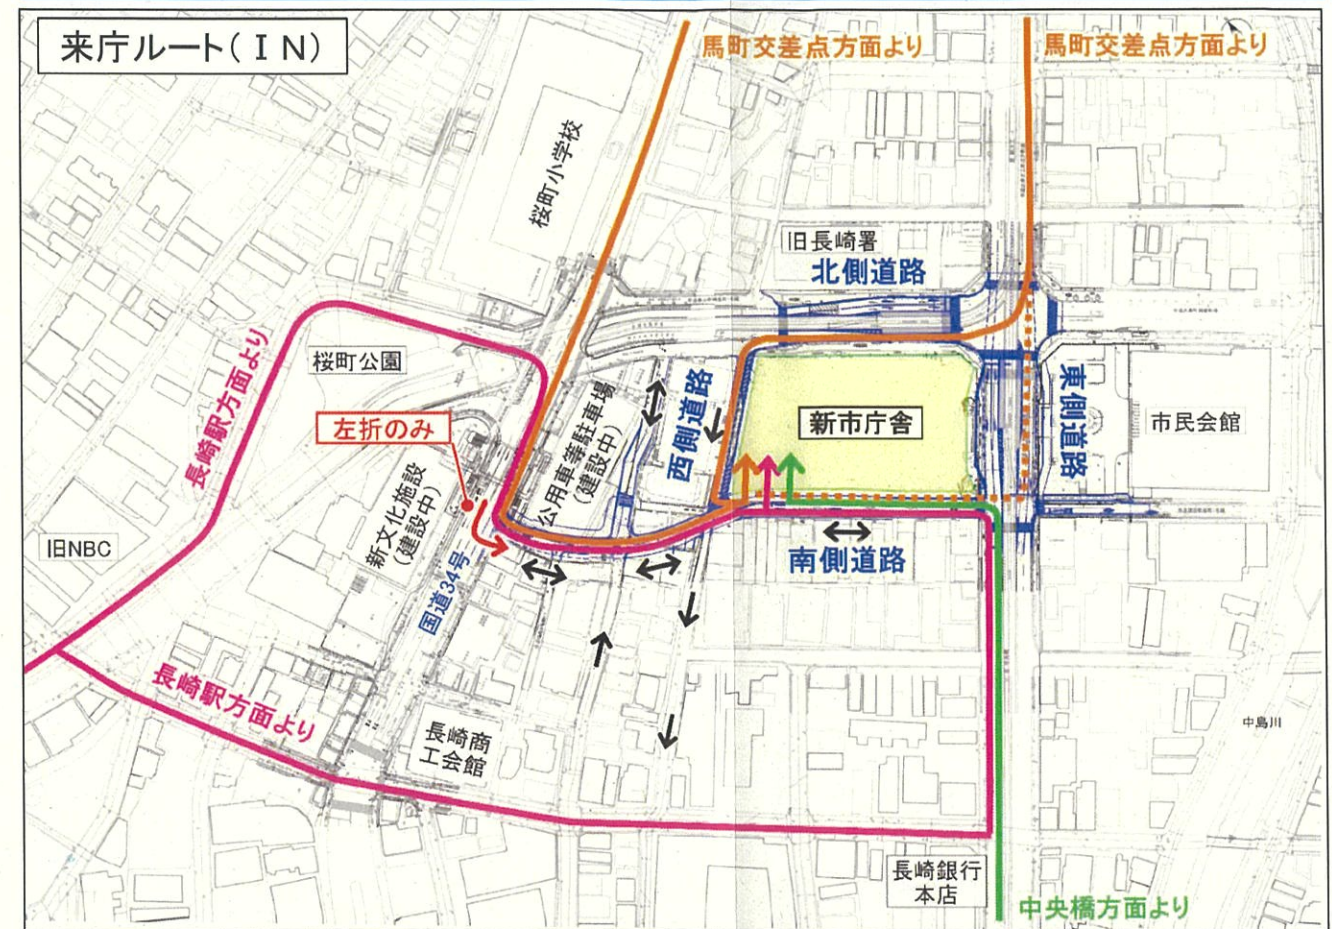 来庁ルート(ＩＮ)
馬町交差点方面より
馬町交差点方面より
桜町小学校
旧長崎署
北側道路
長崎駅方面より
桜町公園
左折のみ
公用車等駐車場
(建設中)
西側道路
新市庁舎
東側道路
市民会館
新文化施設
(建設中)
旧NBC
国道34号
南側道路
長崎駅方面より
長崎商
工会館
中島川
長崎銀行
本店
中央橋方面より